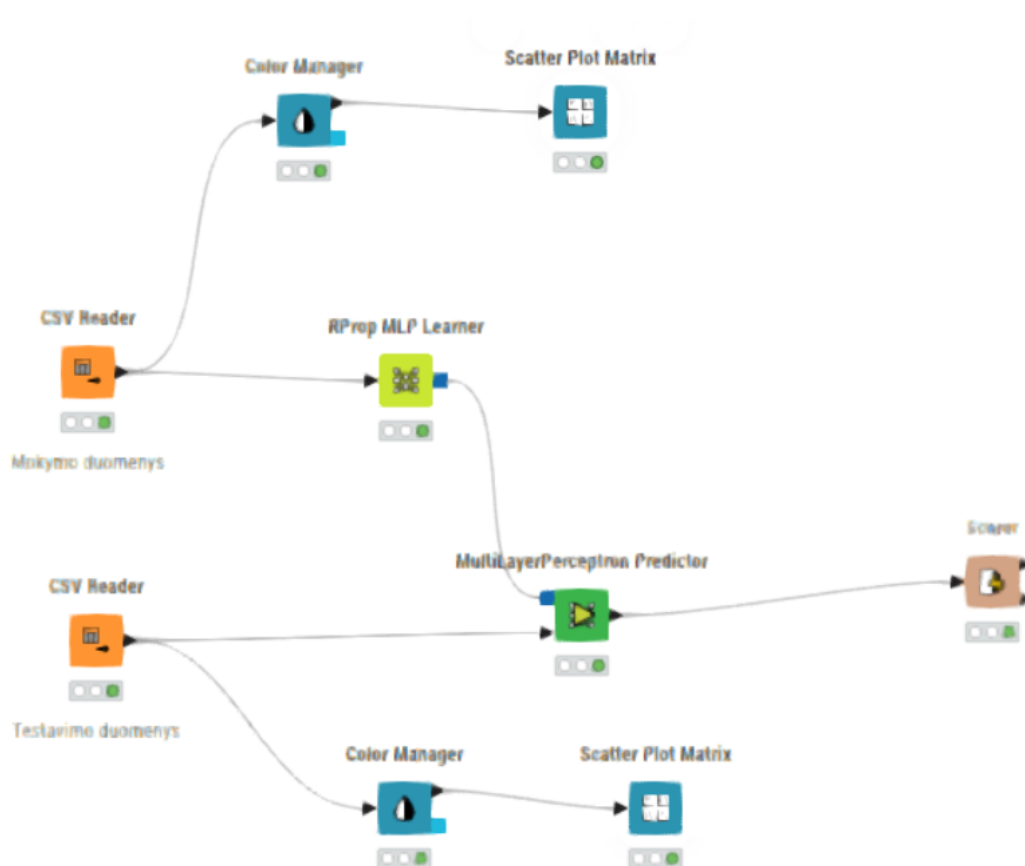 Color Manager
Scatter Plot Matrix
CSV Reader
RProp MLP Learner
Mokymo duomenys
MultiLayerPerceptron Predictor
Scorer
CSV Reader
Testavimo duomenys
Color Manager
Scatter Plot Matrix